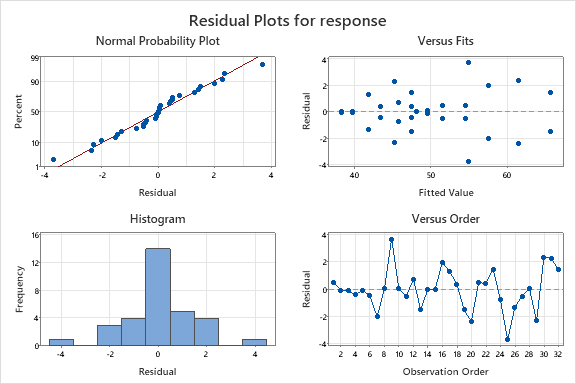 Residual Plots for response
Normal Probability Plot
99
90
50
10
1
Percent
-4 -2 0 2 4
Residual
Versus Fits
4
2
0
-2
-4
Residual
40 50 60
Fitted Value
Histogram
16
12
8
4
0
Frequency
-4 -2 0 2 4
Residual
Versus Order
4
2
0
-2
-4
Residual
2 4 6 8 10 12 14 16 18 20 22 24 26 28 30 32
Observation Order